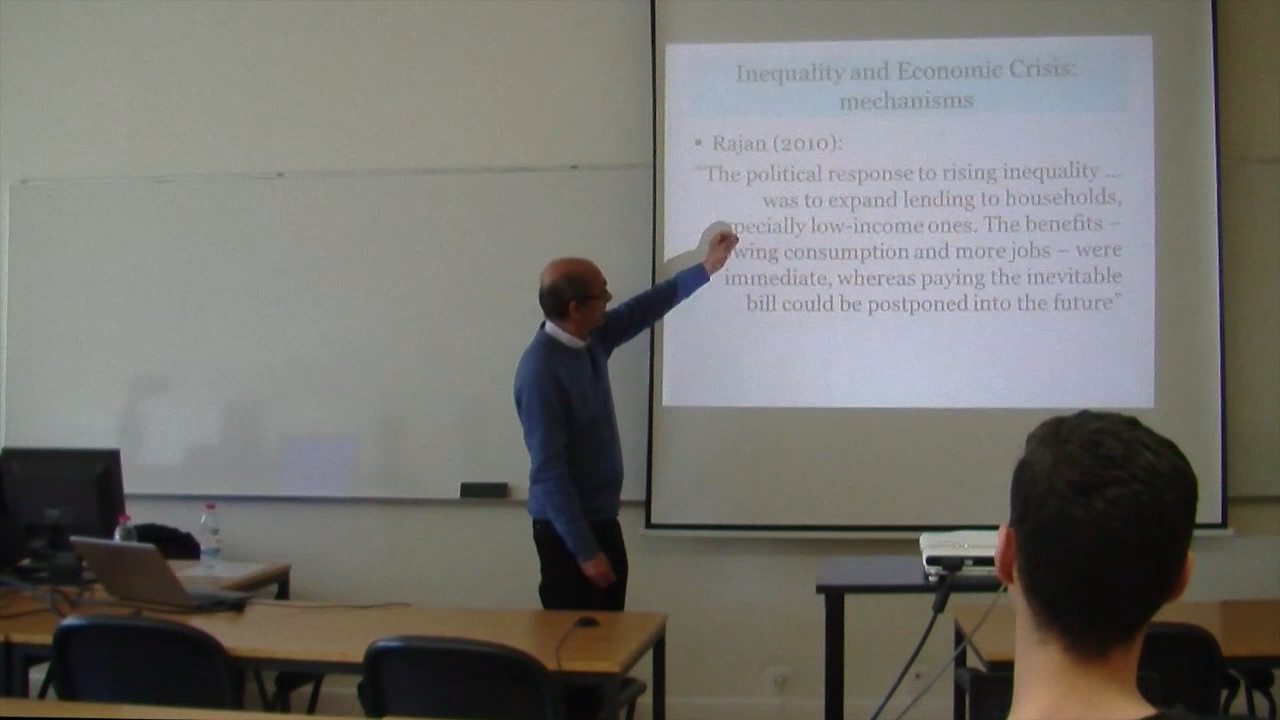 Inequality and Economic Crisis:
mechanisms
• Rajan (2010):
"The political response to rising inequality ...
was to expand lending to households,
pecially low-income ones. The benefits –
wing consumption and more jobs – were
immediate, whereas paying the inevitable
bill could be postponed into the future"